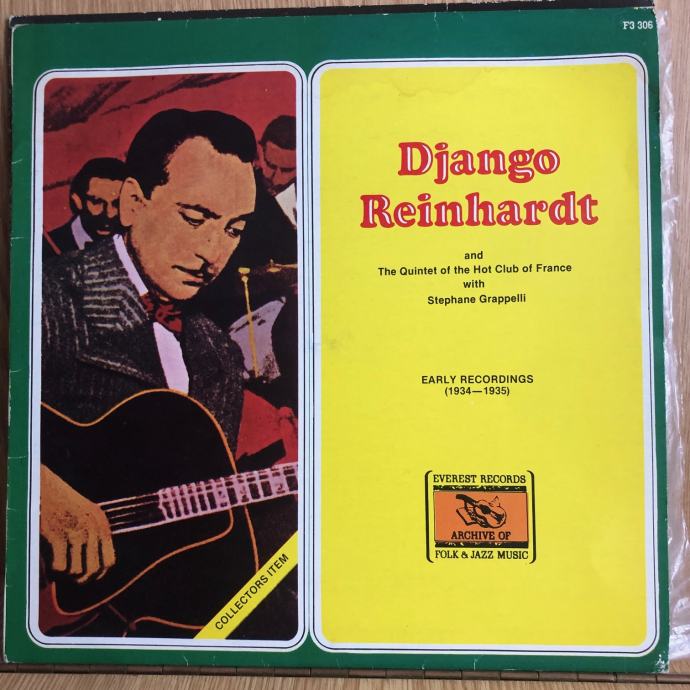 F3 306
Django
Reinhardt
and
The Quintet of the Hot Club of France
with
Stephane Grappelli
EARLY RECORDINGS
(1934—1935)
EVEREST RECORDS
ARCHIVE OF
FOLK & JAZZ MUSIC
COLLECTORS ITEM